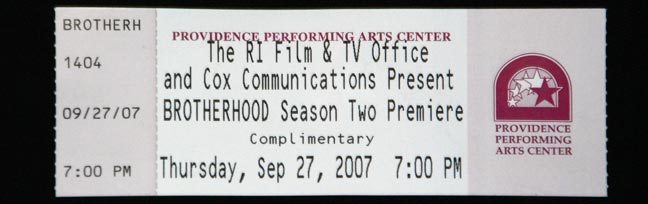 BROTHERH
1404
09/27/07
7:00 PM
PROVIDENCE PERFORMING ARTS CENTER
The RI Film & TV Office
and Cox Communications Present
BROTHERHOOD Season Two Premiere
Complimentary
Thursday, Sep 27, 2007 7:00 PM
PROVIDENCE
PERFORMING
ARTS CENTER